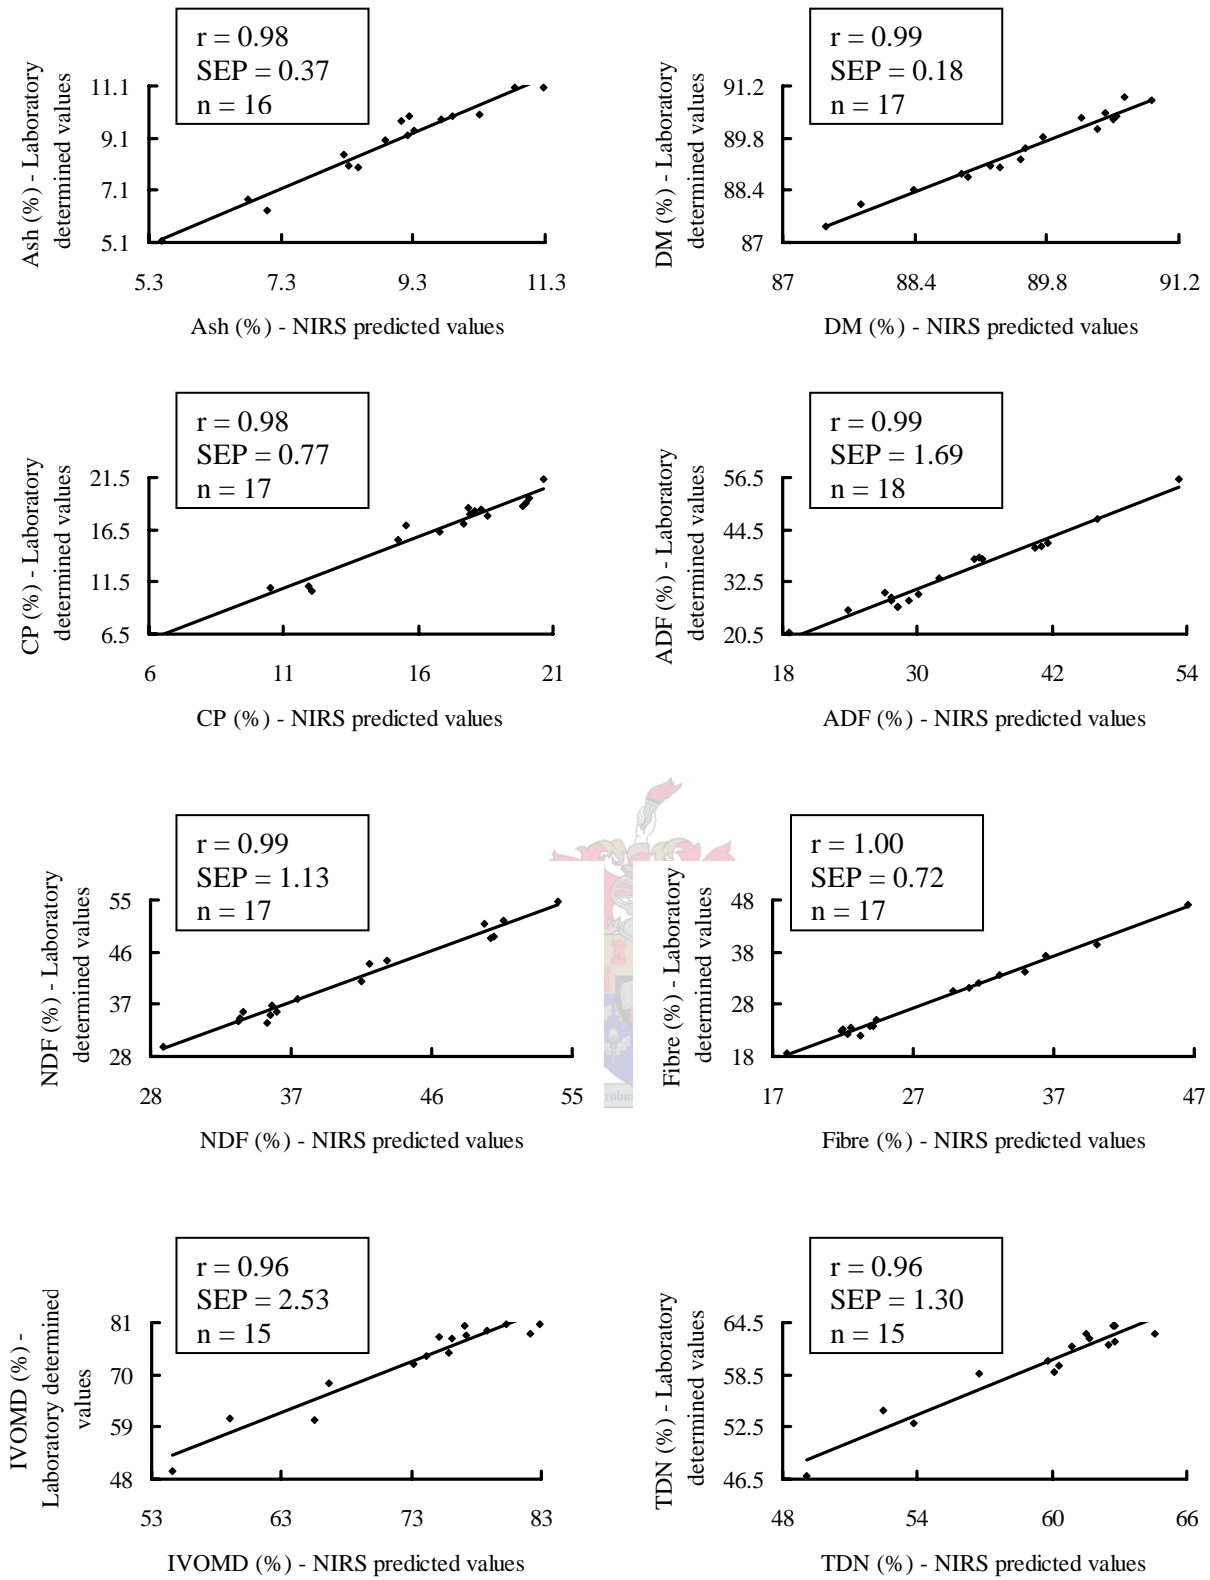 r = 0.98
SEP = 0.37
n = 16
Ash (%) - Laboratory
determined values
11.1
9.1
7.1
5.1
5.3 7.3 9.3 11.3
Ash (%) - NIRS predicted values
r = 0.99
SEP = 0.18
n = 17
DM (%) - Laboratory
determined values
91.2
89.8
88.4
87
87 88.4 89.8 91.2
DM (%) - NIRS predicted values
r = 0.98
SEP = 0.77
n = 17
CP (%) - Laboratory
determined values
21.5
16.5
11.5
6.5
6 11 16 21
CP (%) - NIRS predicted values
r = 0.99
SEP = 1.69
n = 18
ADF (%) - Laboratory
determined values
56.5
44.5
32.5
20.5
18 30 42 54
ADF (%) - NIRS predicted values
r = 0.99
SEP = 1.13
n = 17
NDF (%) - Laboratory
determined values
55
46
37
28
28 37 46 55
NDF (%) - NIRS predicted values
r = 1.00
SEP = 0.72
n = 17
Fibre (%) - Laboratory
determined values
48
38
28
18
17 27 37 47
Fibre (%) - NIRS predicted values
r = 0.96
SEP = 2.53
n = 15
IVOMD (%) -
Laboratory determined
values
81
70
59
48
53 63 73 83
IVOMD (%) - NIRS predicted values
r = 0.96
SEP = 1.30
n = 15
TDN (%) - Laboratory
determined values
64.5
58.5
52.5
46.5
48 54 60 66
TDN (%) - NIRS predicted values